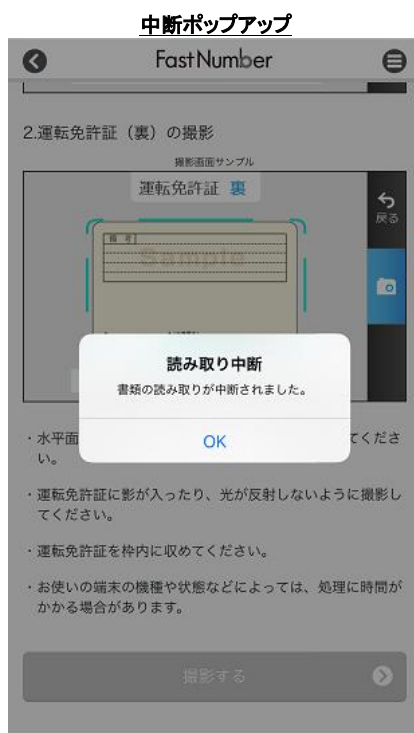 中断ポップアップ
FastNumber
2.運転免許証（裏）の撮影
撮影画面サンプル
運転免許証 裏
戻る
備 考
Sample
読み取り中断
書類の読み取りが中断されました。
OK
・水平面
てくださ
い。
・運転免許証に影が入ったり、光が反射しないように撮影し
てください。
・運転免許証を枠内に収めてください。
・お使いの端末の機種や状態などによっては、処理に時間が
かかる場合があります。
撮影する